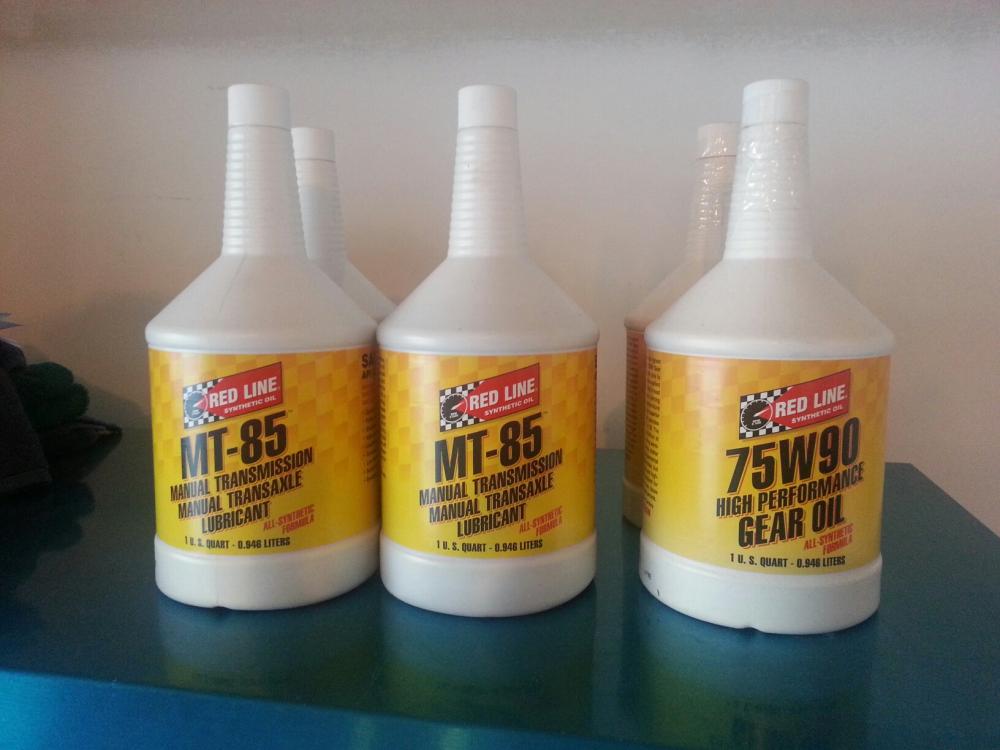 RED LINE
SYNTHETIC OIL
MT-85
MANUAL TRANSMISSION
MANUAL TRANSAXLE
LUBRICANT
ALL-SYNTHETIC
FORMULA
1 U. S. QUART - 0.946 LITERS
RED LINE
SYNTHETIC OIL
MT-85
MANUAL TRANSMISSION
MANUAL TRANSAXLE
LUBRICANT
ALL-SYNTHETIC
FORMULA
1 U. S. QUART - 0.946 LITERS
RED LINE
SYNTHETIC OIL
75W90
HIGH PERFORMANCE
GEAR OIL
ALL-SYNTHETIC
FORMULA
1 U. S. QUART - 0.946 LITERS